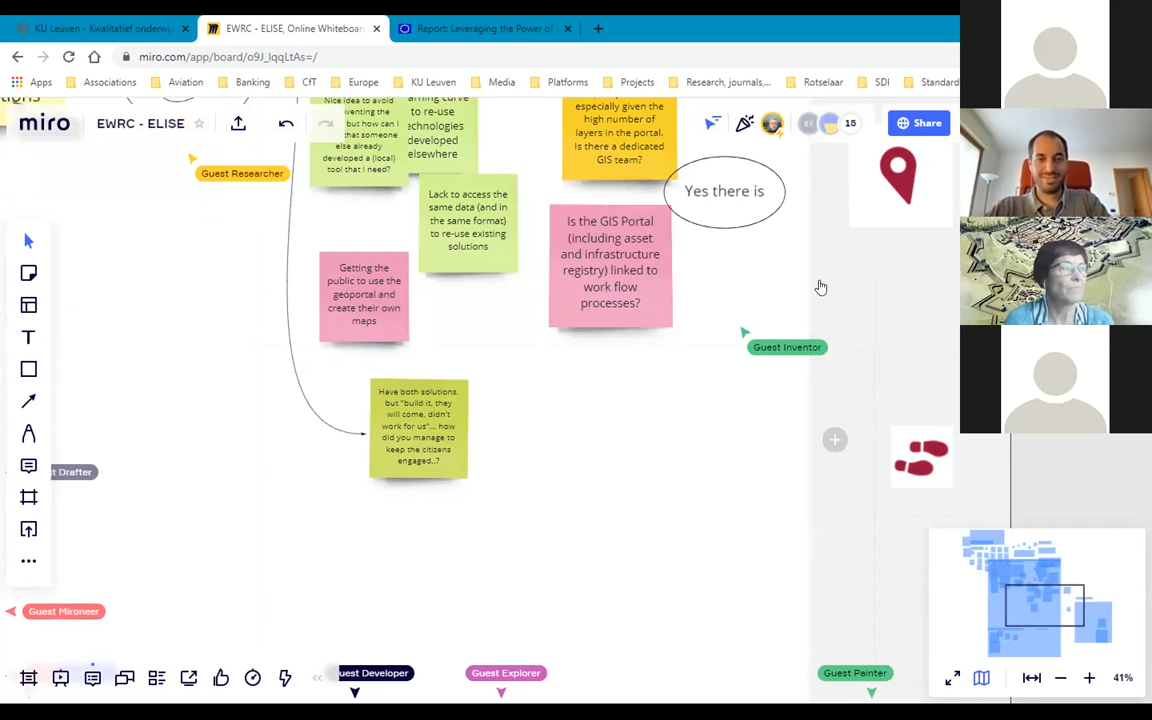 KU Leuven - Kwalitatief onderwij
EWRC - ELISE, Online Whiteboar
Report: Leveraging the Power of
miro.com/app/board/o9J_lqqLtAs=/
Apps
Associations
Aviation
Banking
CfT
Europe
KU Leuven
Media
Platforms
Projects
Research, journals,...
Rotselaar
SDI
Standard
miro
EWRC - ELISE
15
Share
Nice idea to avoid
but how can I
that someone
else already
developed a (local)
tool that I need?
to re-use
technologies
developed
elsewhere
Lack to access the
same data (and in
the same format)
to re-use existing
solutions
Getting the
public to use the
geoportal and
create their own
maps
especially given the
high number of
layers in the portal.
Is there a dedicated
GIS team?
Yes there is
Is the GIS Portal
(including asset
and infrastructure
registry) linked to
work flow
processes?
Have both solutions,
but "build it, they
will come, didn't
work for us"... how
did you manage to
keep the citizens
engaged..?
Guest Researcher
Guest Inventor
st Drafter
Guest Mironeer
uest Developer
Guest Explorer
Guest Painter
41%